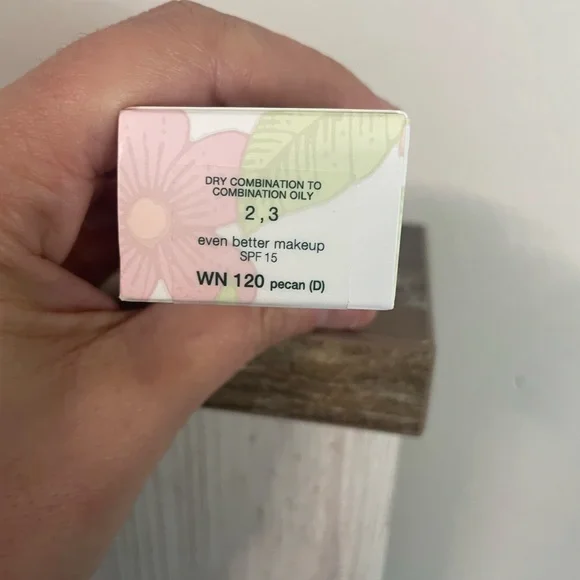 DRY COMBINATION TO
COMBINATION OILY
2,3
even better makeup
SPF 15
WN 120 pecan (D)